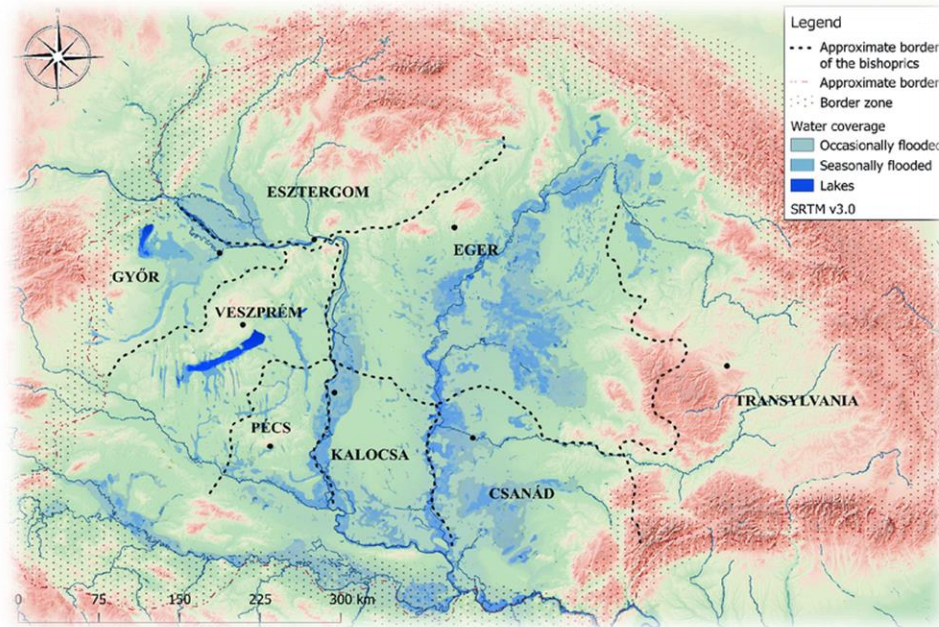 Legend
Approximate border
of the bishoprics
Approximate border
Border zone
Water coverage
Occasionally flooded
Seasonally flooded
Lakes
SRTM v3.0
ESZTERGOM
EGER
GYŐR
VESZPRÉM
TRANSYLVANIA
PÉCS
KALOCSA
CSANÁD
0 75 150 225 300 km